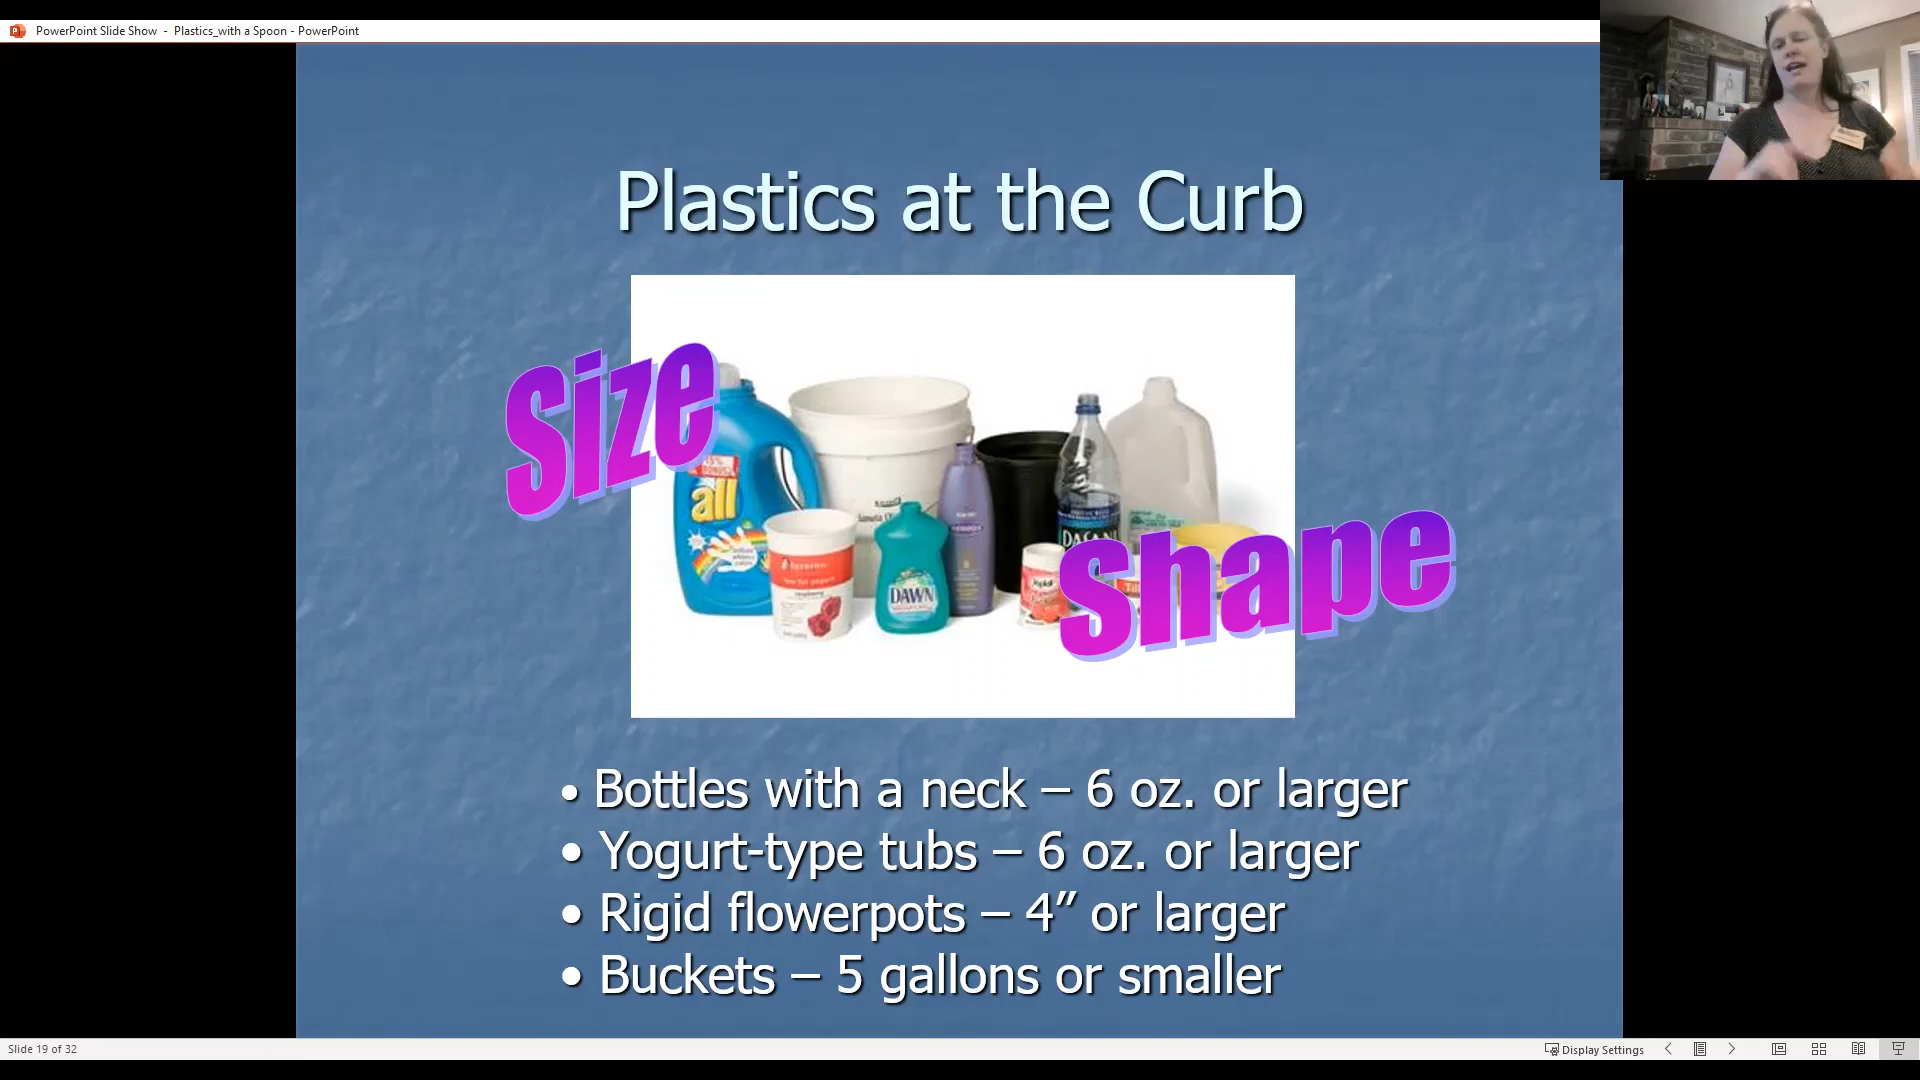 PowerPoint Slide Show - Plastics_with a Spoon - PowerPoint
Plastics at the Curb
Size
all
DAWN
DASANI
Shape
• Bottles with a neck – 6 oz. or larger
• Yogurt-type tubs – 6 oz. or larger
• Rigid flowerpots – 4” or larger
• Buckets – 5 gallons or smaller
Slide 19 of 32
Display Settings